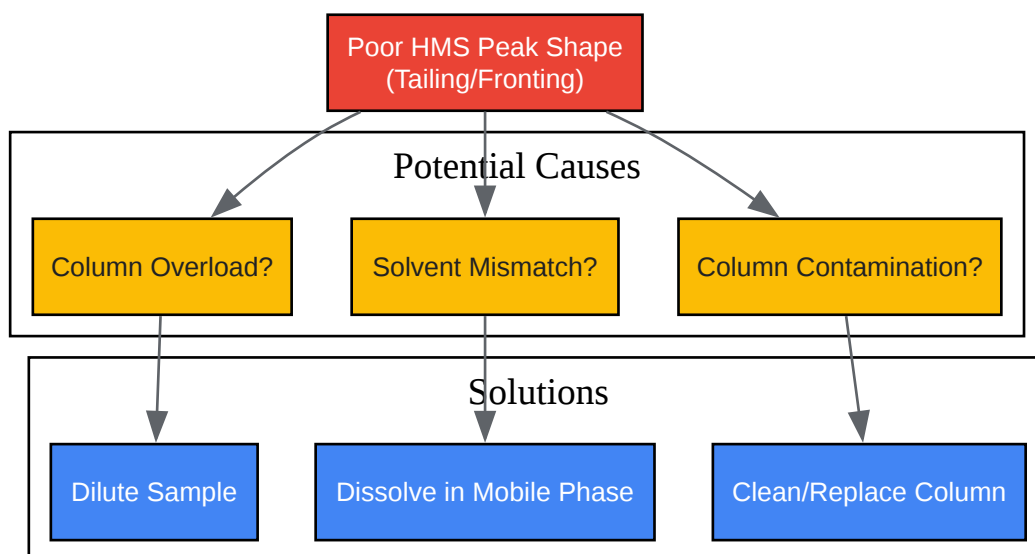 Poor HMS Peak Shape
(Tailing/Fronting)
Potential Causes
Column Overload?
Solvent Mismatch?
Column Contamination?
Solutions
Dilute Sample
Dissolve in Mobile Phase
Clean/Replace Column